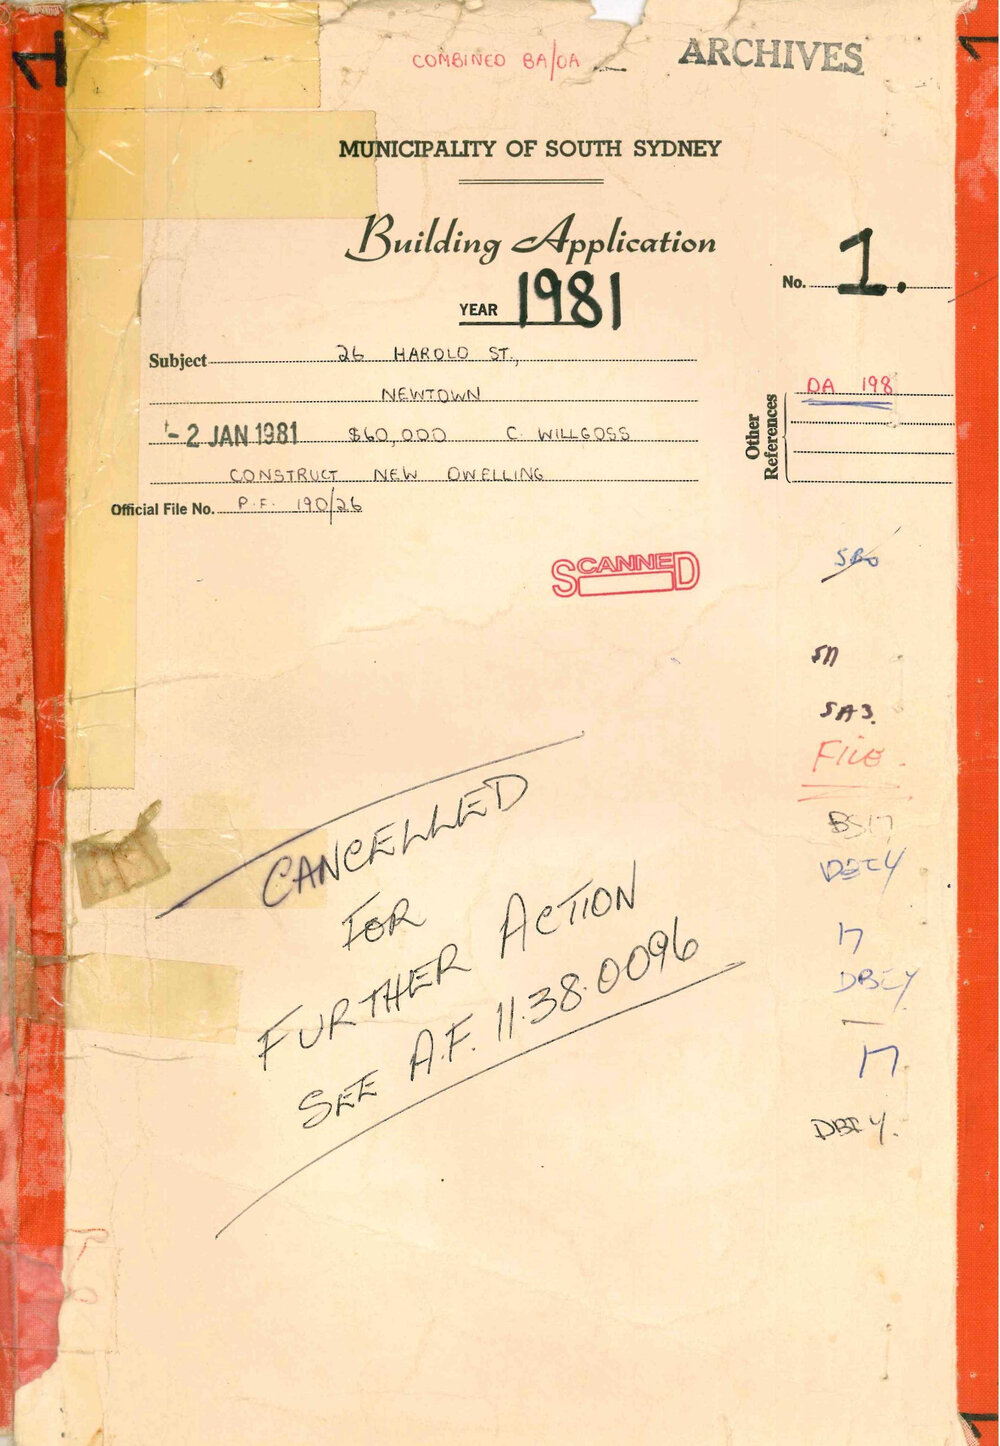 COMBINED BA/DA
ARCHIVES
MUNICIPALITY OF SOUTH SYDNEY
Building Application
YEAR 1981
No. 1.
Subject 26 HAROLD ST.,
NEWTOWN
- 2 JAN 1981 $60,000 C. WILLGOSS
CONSTRUCT NEW DWELLING
Official File No. P.F. 190/26
Other References
DA 198
SCANNED
SA3.
FILE.
CANCELLED
FOR
FURTHER ACTION
SEE A.F. 11.38.0096
17
17